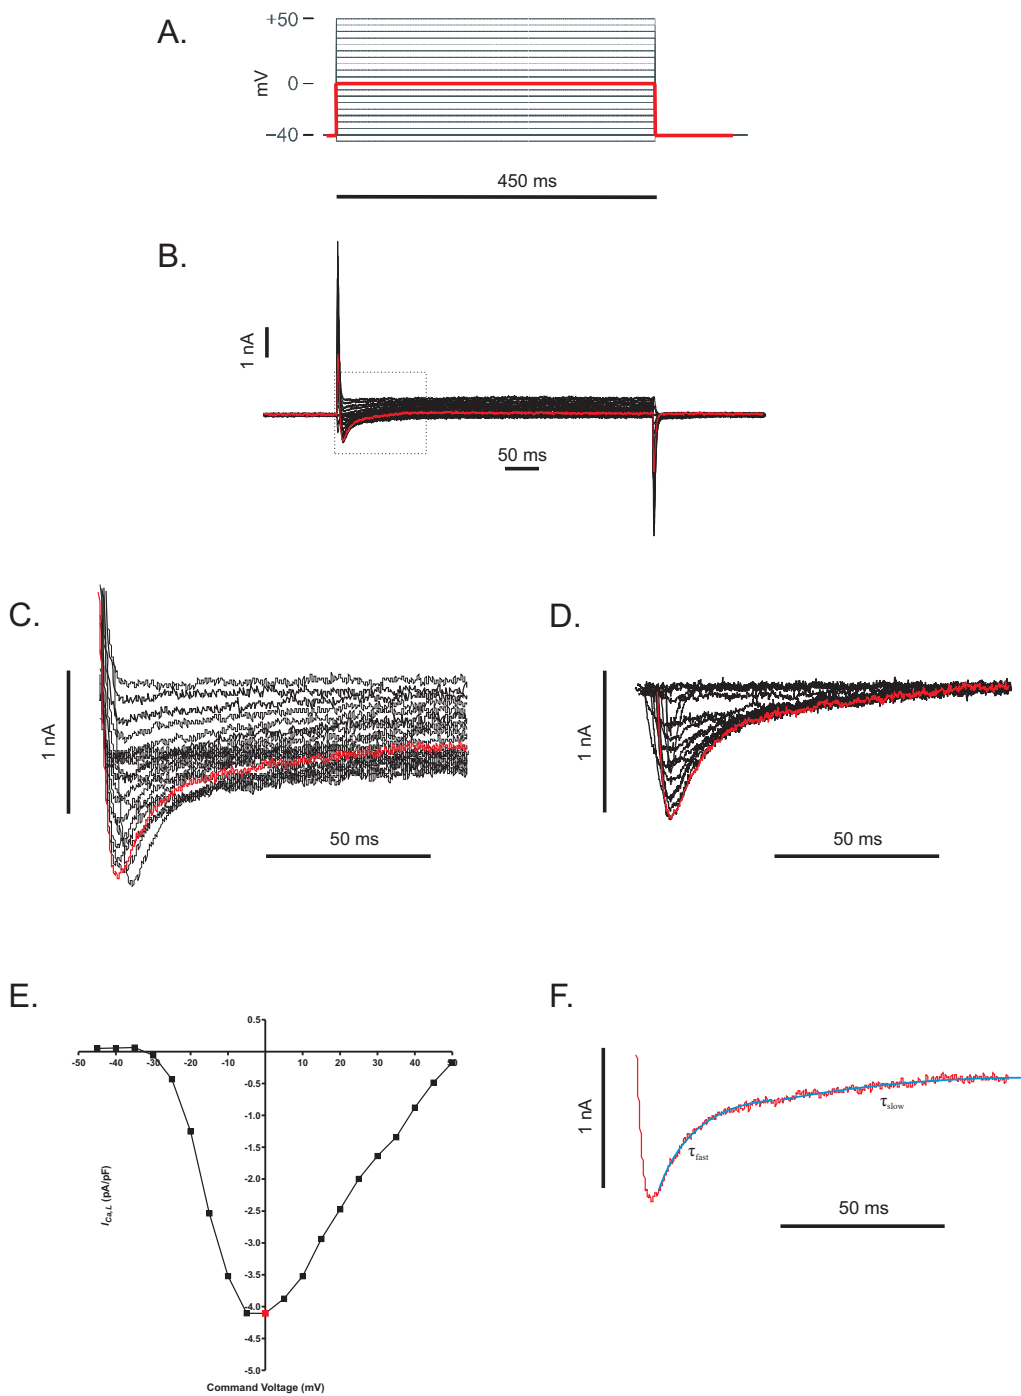 A.
+50
0
−40
mV
450 ms
B.
1 nA
50 ms
C.
1 nA
50 ms
D.
1 nA
50 ms
E.
0.5
-50 -40 -30 -20 -10 10 20 30 40 50
-0.5
-1.0
-1.5
-2.0
-2.5
-3.0
-3.5
-4.0
-4.5
-5.0
I Ca,L (pA/pF)
Command Voltage (mV)
F.
1 nA
τ fast
τ slow
50 ms